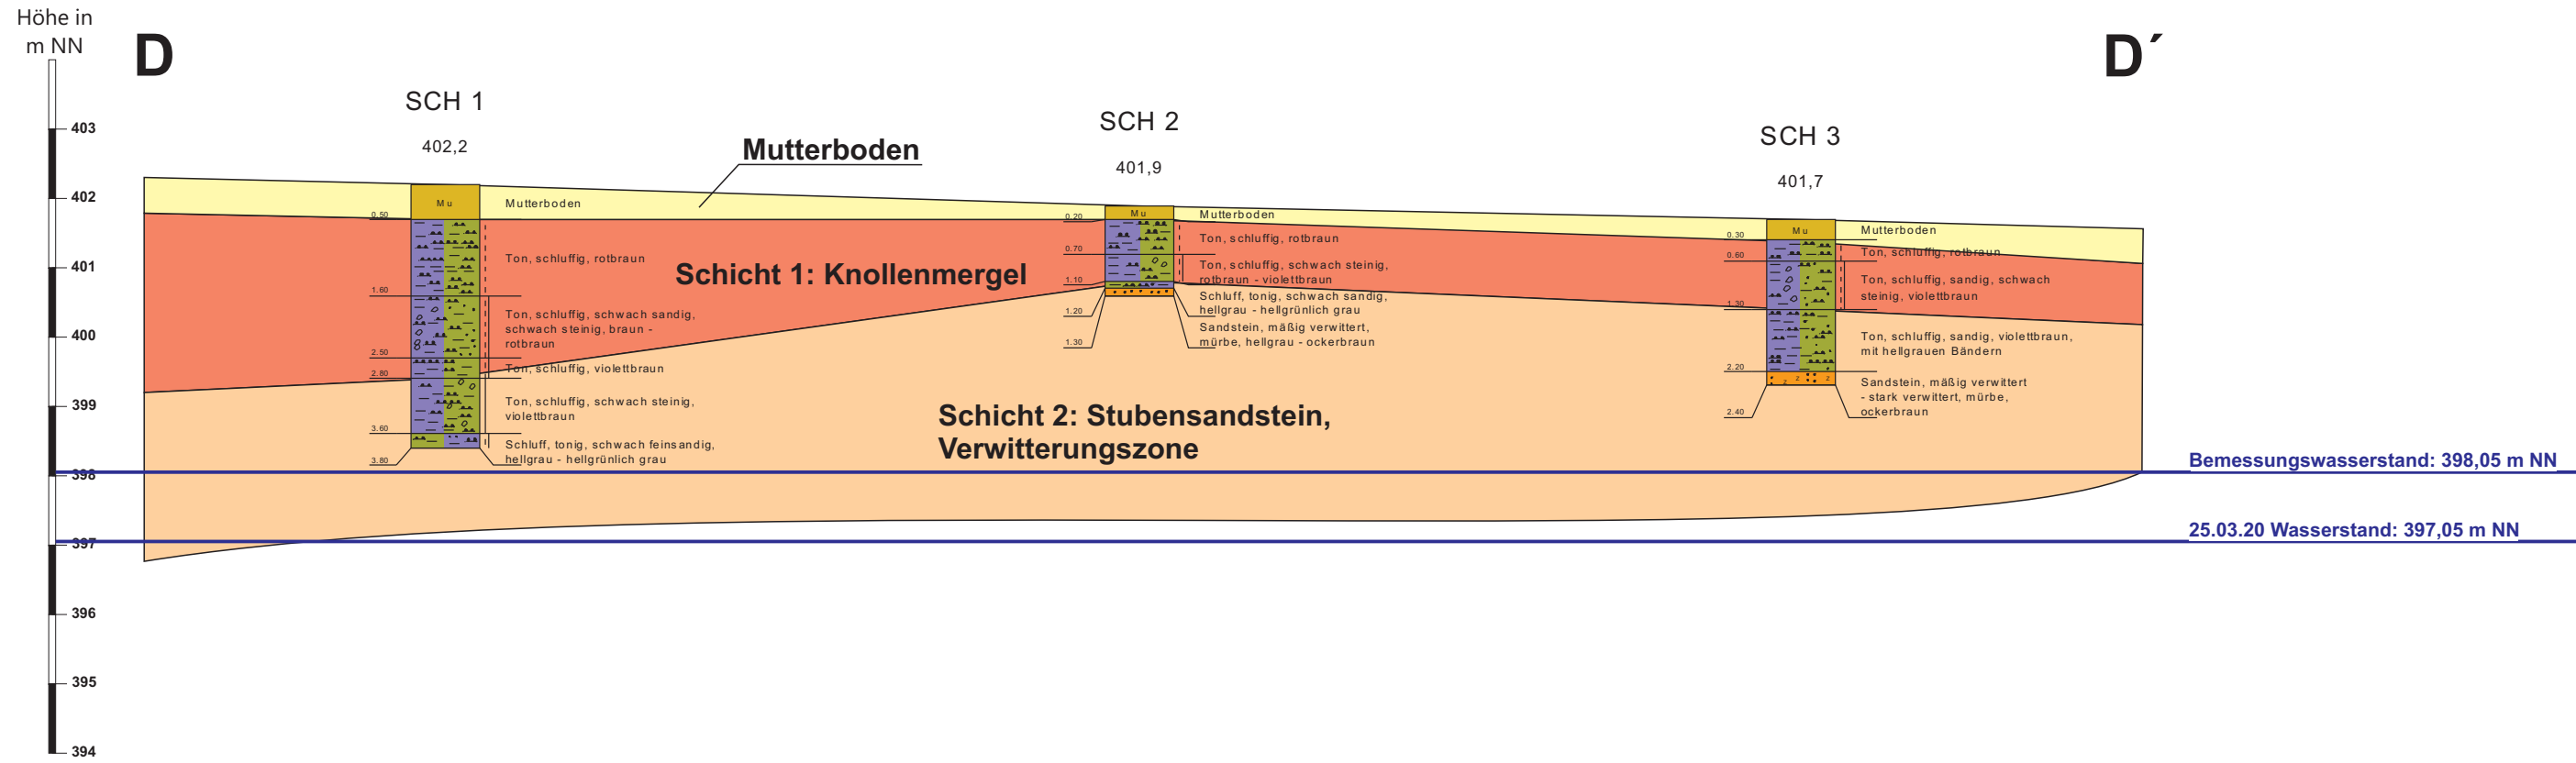 Höhe in
m NN
D
D´
403
402
401
400
399
398
397
396
395
394
SCH 1
402,2
Mu
0.50
1.60
2.50
2.80
3.60
3.80
Mutterboden
Ton, schluffig, rotbraun
Ton, schluffig, schwach sandig,
schwach steinig, braun -
rotbraun
Ton, schluffig, violettbraun
Ton, schluffig, schwach steinig,
violettbraun
Schluff, tonig, schwach feinsandig,
hellgrau - hellgrünlich grau
Mutterboden
Schicht 1: Knollenmergel
Schicht 2: Stubensandstein,
Verwitterungszone
SCH 2
401,9
Mu
0.20
0.70
1.10
1.20
1.30
Mutterboden
Ton, schluffig, rotbraun
Ton, schluffig, schwach steinig,
rotbraun - violettbraun
Schluff, tonig, schwach sandig,
hellgrau - hellgrünlich grau
Sandstein, mäßig verwittert,
mürbe, hellgrau - ockerbraun
SCH 3
401,7
Mu
0.30
0.60
1.30
2.20
2.40
z z z
Mutterboden
Ton, schluffig, rotbraun
Ton, schluffig, sandig, schwach
steinig, violettbraun
Ton, schluffig, sandig, violettbraun,
mit hellgrauen Bändern
Sandstein, mäßig verwittert
- stark verwittert, mürbe,
ockerbraun
Bemessungswasserstand: 398,05 m NN
25.03.20 Wasserstand: 397,05 m NN